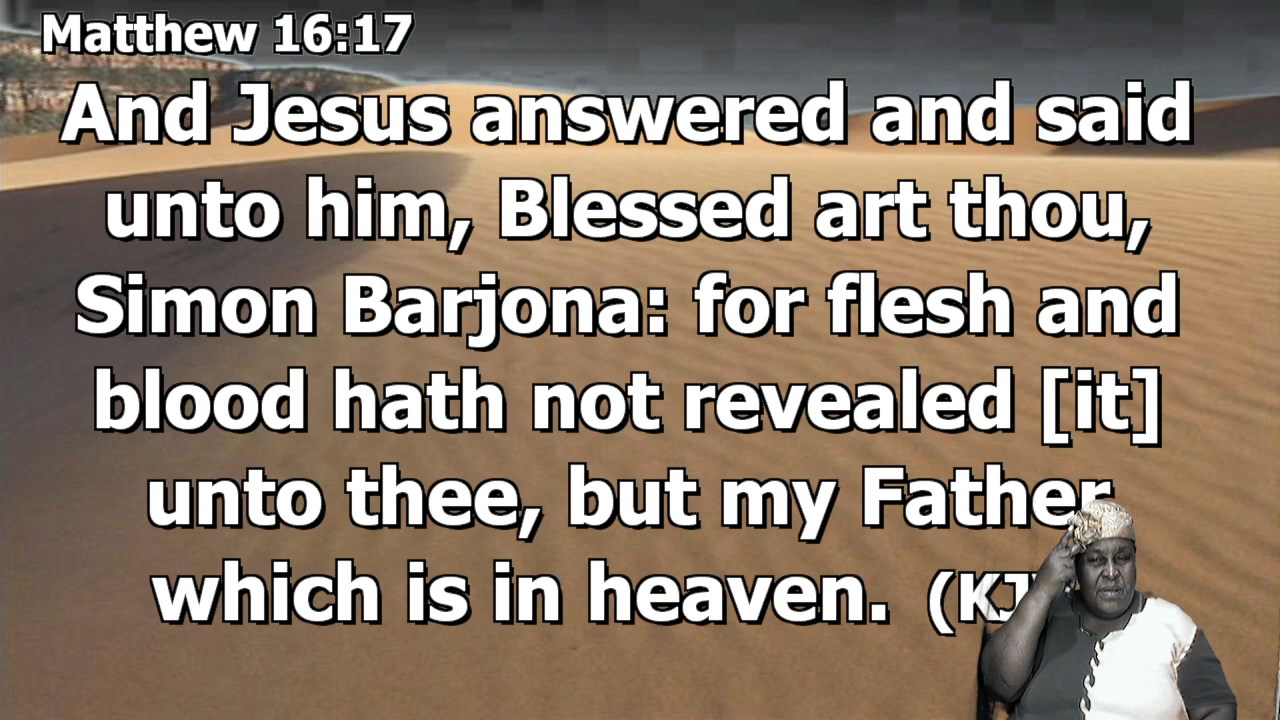 Matthew 16:17
And Jesus answered and said
unto him, Blessed art thou,
Simon Barjona: for flesh and
blood hath not revealed [it]
unto thee, but my Father
which is in heaven. (KJ